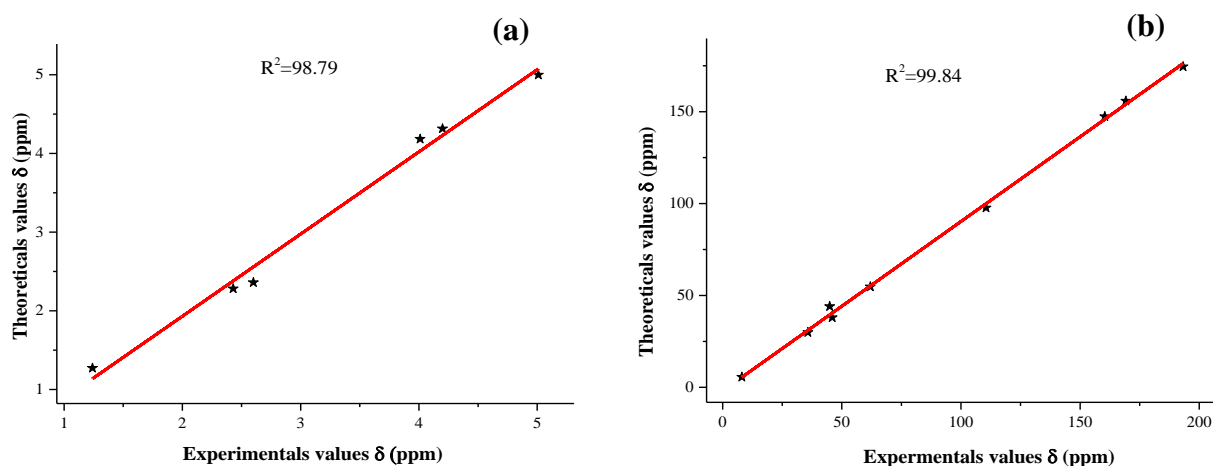 (a)
R²=98.79
5
4
3
2
1
Theoreticals values δ (ppm)
1 2 3 4 5
Experimentals values δ (ppm)
(b)
R²=99.84
150
100
50
0
Theoreticals values δ (ppm)
0 50 100 150 200
Expermentals values δ (ppm)